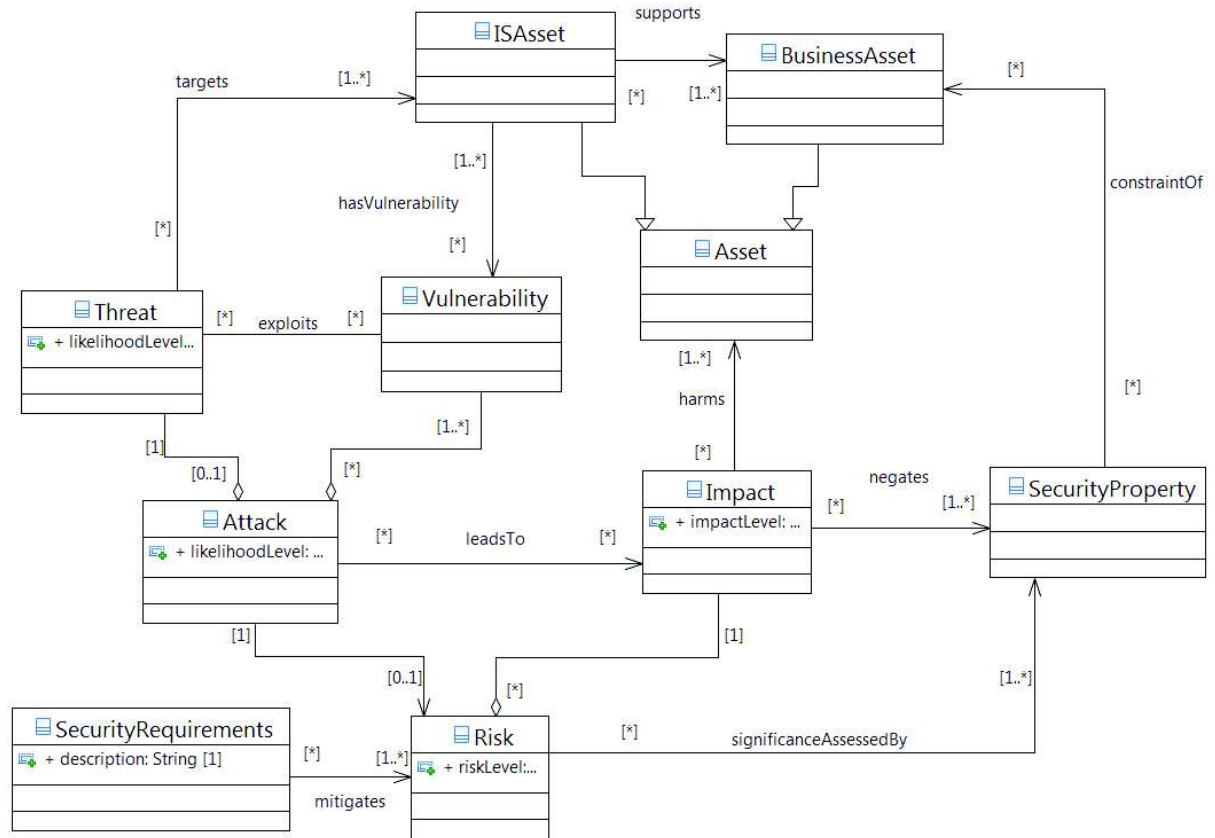 supports
ISAsset
BusinessAsset
targets
[1..*]
[*]
[1..*]
[*]
[1..*]
constraintOf
hasVulnerability
[*]
[*]
Asset
Threat
Vulnerability
[*]
exploits
[*]
+ likelihoodLevel...
[1..*]
harms
[*]
[1]
[1..*]
[0..1]
[*]
[*]
negates
Impact
[*]
[1..*]
SecurityProperty
Attack
+ impactLevel: ...
+ likelihoodLevel: ...
[*]
leadsTo
[*]
[1]
[1]
[0..1]
[*]
[1..*]
SecurityRequirements
Risk
[*]
significanceAssessedBy
+ description: String [1]
[*]
[1..*]
+ riskLevel:...
mitigates